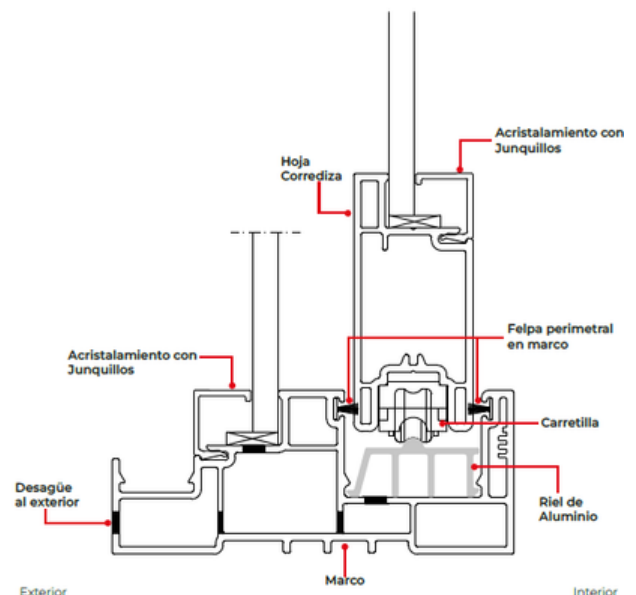 Acristalamiento con
Junquillos
Hoja
Corrediza
Felpa perimetral
en marco
Acristalamiento con
Junquillos
Carretilla
Desagüe
al exterior
Riel de
Aluminio
Marco
Exterior
Interior